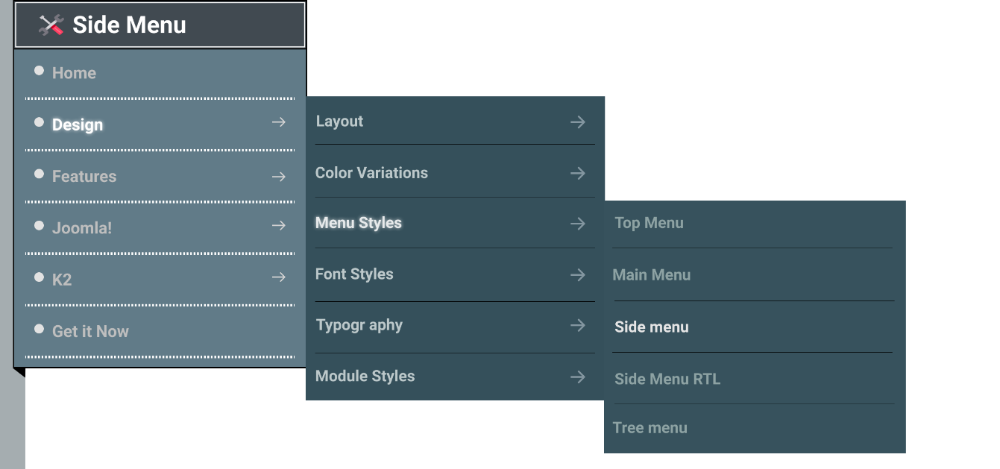 Side Menu
Home
Design
Features
Joomla!
K2
Get it Now
Layout
Color Variations
Menu Styles
Font Styles
Typogr aphy
Module Styles
Top Menu
Main Menu
Side menu
Side Menu RTL
Tree menu